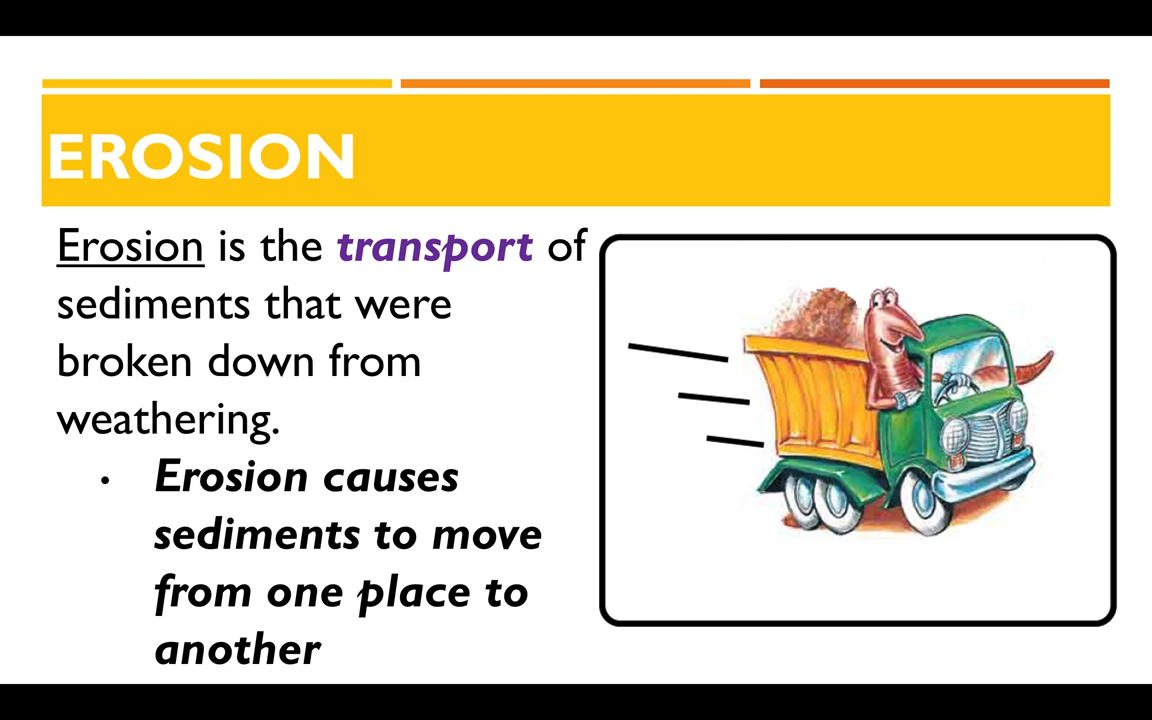 EROSION
Erosion is the transport of
sediments that were
broken down from
weathering.
• Erosion causes
sediments to move
from one place to
another